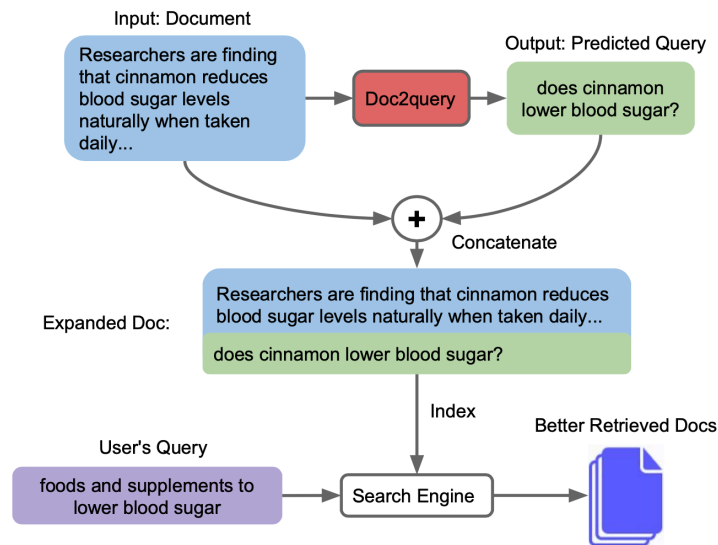 Input: Document
Researchers are finding
that cinnamon reduces
blood sugar levels
naturally when taken
daily...
Doc2query
Output: Predicted Query
does cinnamon
lower blood sugar?
+
Concatenate
Expanded Doc:
Researchers are finding that cinnamon reduces
blood sugar levels naturally when taken daily...
does cinnamon lower blood sugar?
Index
User's Query
foods and supplements to
lower blood sugar
Search Engine
Better Retrieved Docs